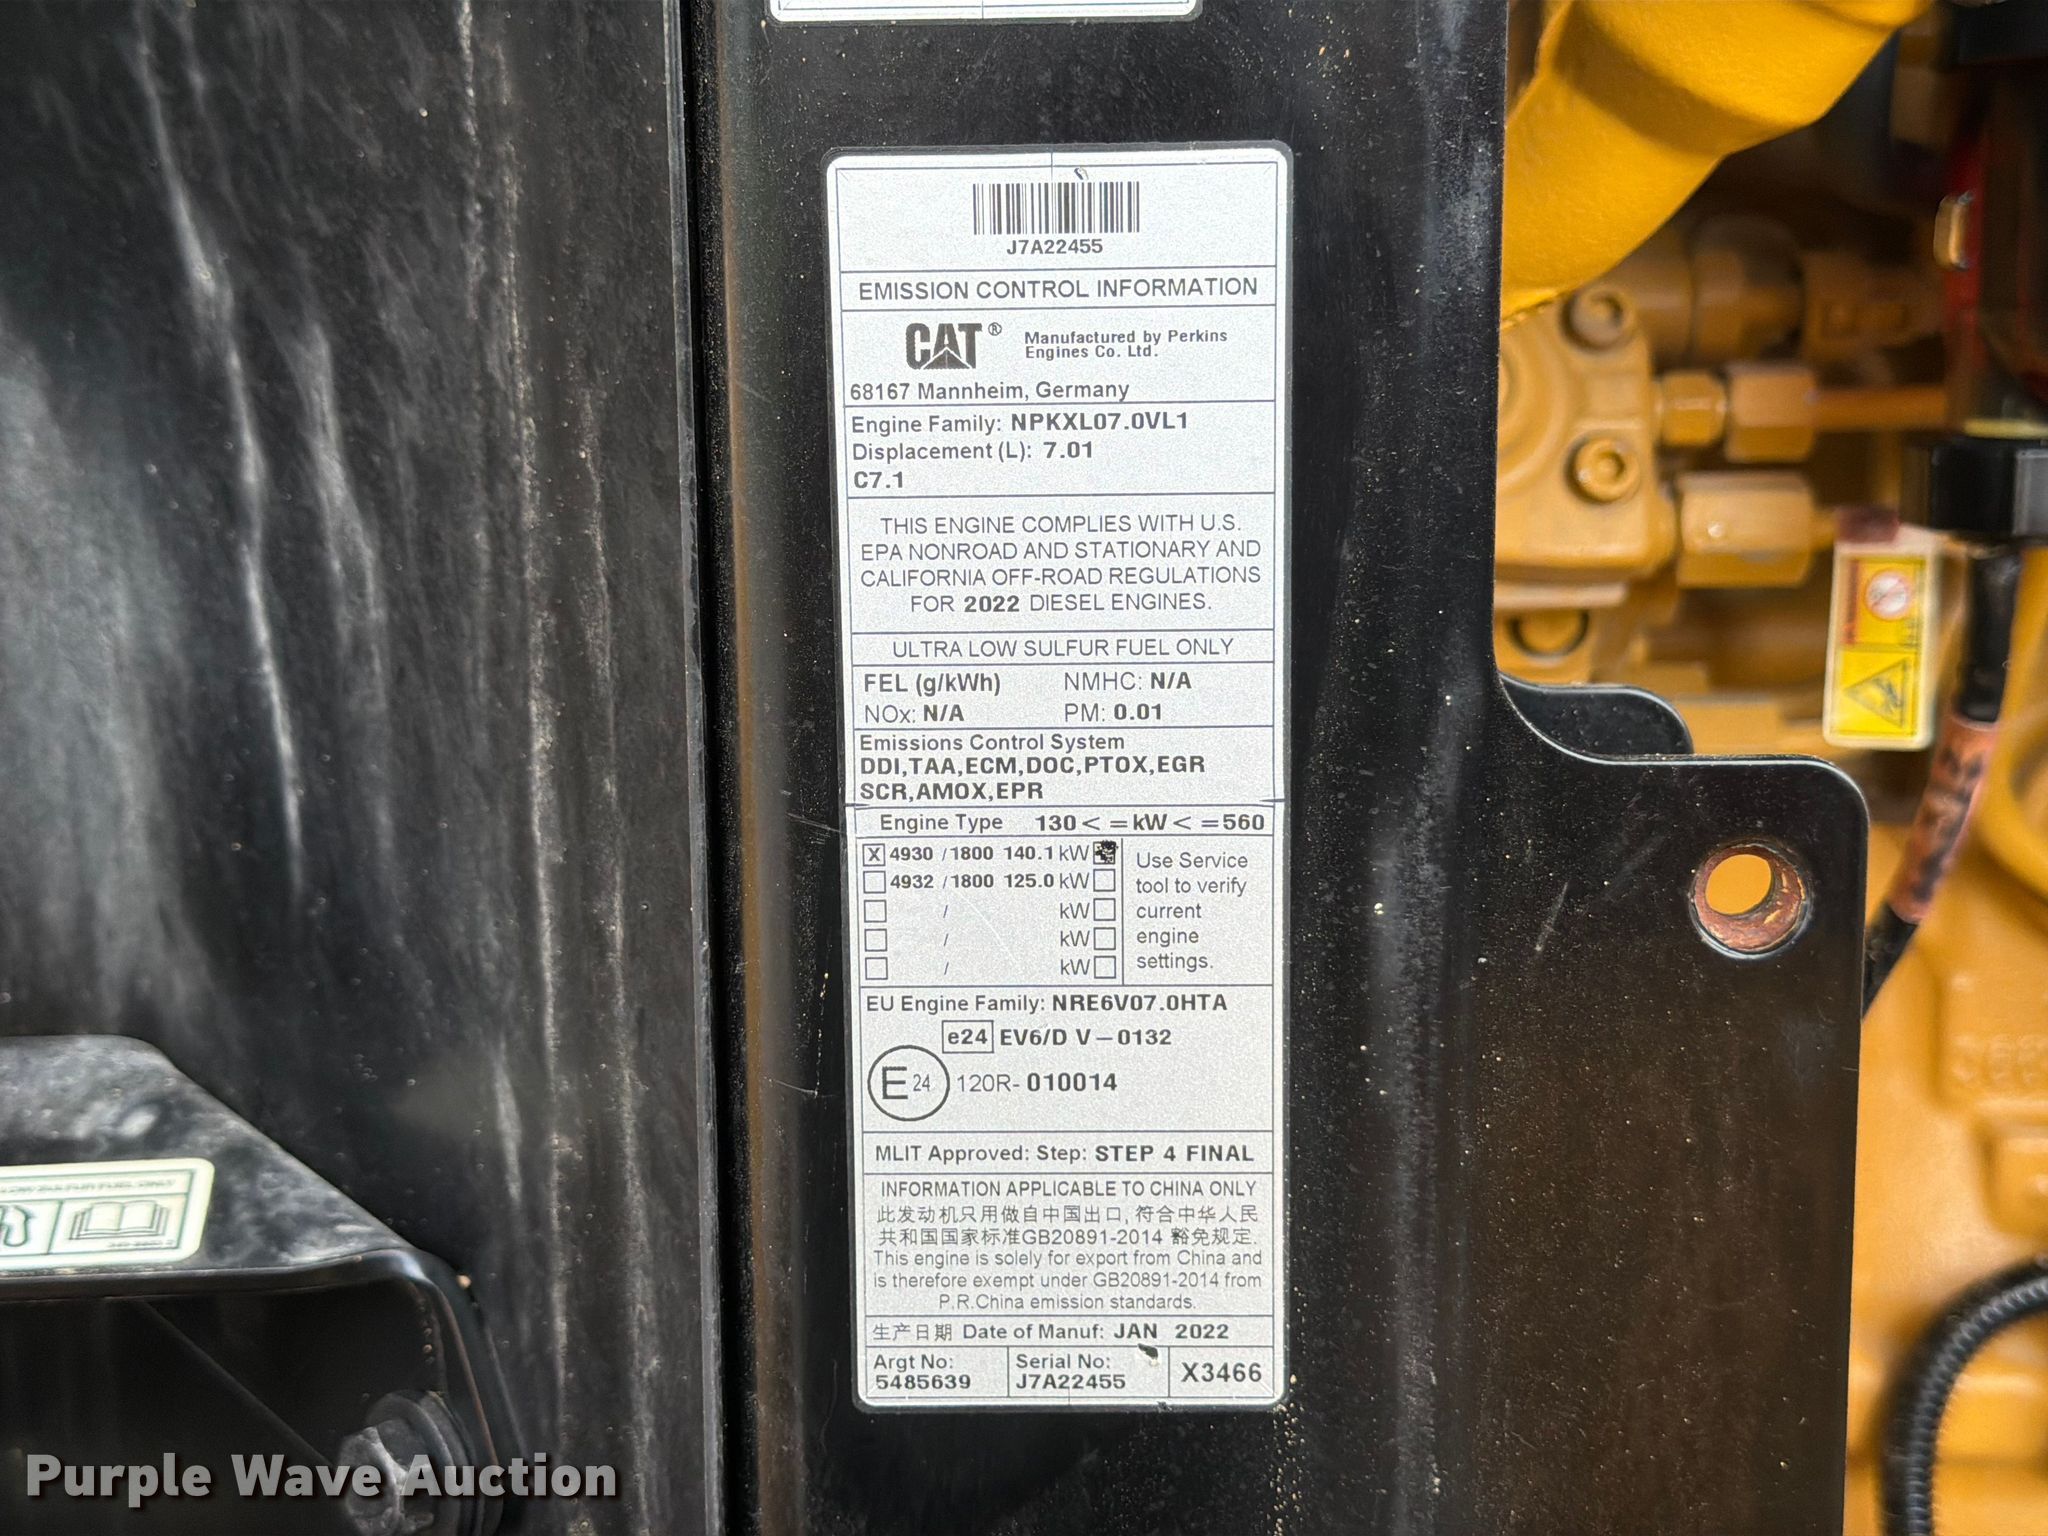 J7A22455
EMISSION CONTROL INFORMATION
CAT® Manufactured by Perkins
Engines Co. Ltd.
68167 Mannheim, Germany
Engine Family: NPKXL07.0VL1
Displacement (L): 7.01
C7.1
THIS ENGINE COMPLIES WITH U.S.
EPA NONROAD AND STATIONARY AND
CALIFORNIA OFF-ROAD REGULATIONS
FOR 2022 DIESEL ENGINES.
ULTRA LOW SULFUR FUEL ONLY
FEL (g/kWh) NMHC: N/A
NOx: N/A PM: 0.01
Emissions Control System
DDI,TAA,ECM,DOC,PTOX,EGR
SCR,AMOX,EPR
Engine Type 130 < =kW < =560
X 4930 /1800 140.1 kW
4932 /1800 125.0 kW
/ kW
/ kW
/ kW
Use Service
tool to verify
current
engine
settings.
EU Engine Family: NRE6V07.0HTA
e24 EV6/D V-0132
E24 120R- 010014
MLIT Approved: Step: STEP 4 FINAL
INFORMATION APPLICABLE TO CHINA ONLY
此发动机只用做自中国出口, 符合中华人民
共和国国家标准GB20891-2014 豁免规定.
This engine is solely for export from China and
is therefore exempt under GB20891-2014 from
P.R.China emission standards.
生产日期 Date of Manuf: JAN 2022
Argt No:
5485639
Serial No:
J7A22455
X3466
FUEL ONLY
Purple Wave Auction